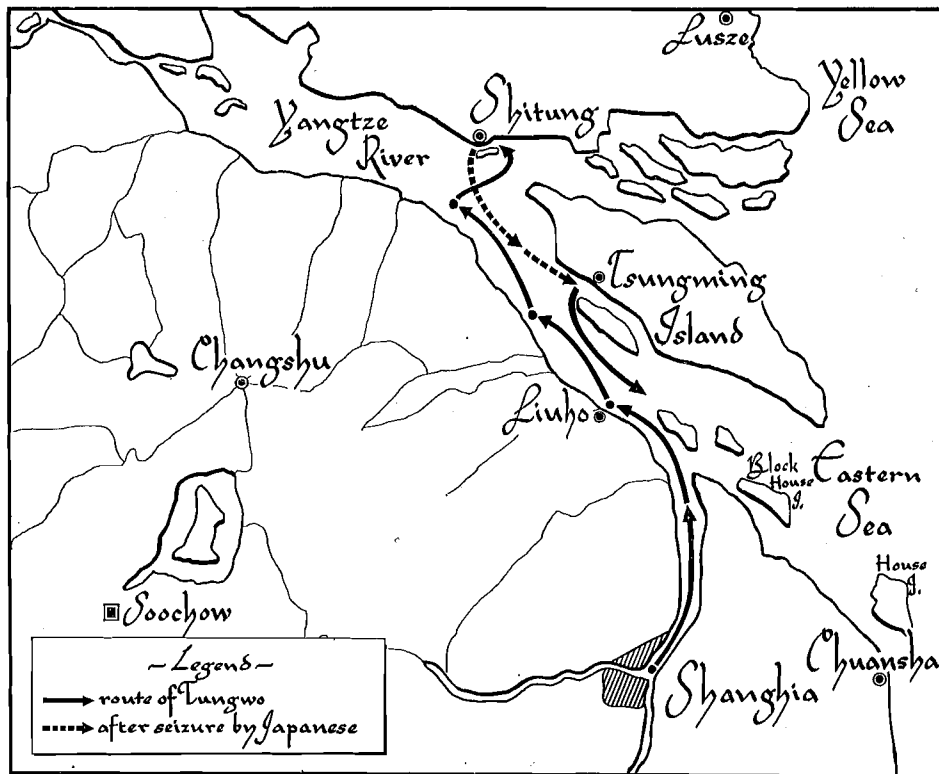 Lusze
Yellow
Sea
Shitung
Yangtze
River
Tsungming
Island
Changshu
Liuho
Block
House
I.
Eastern
Sea
House
I.
Soochow
Chuansha
Shanghia
~ Legend ~
route of Tungwo
after seizure by Japanese